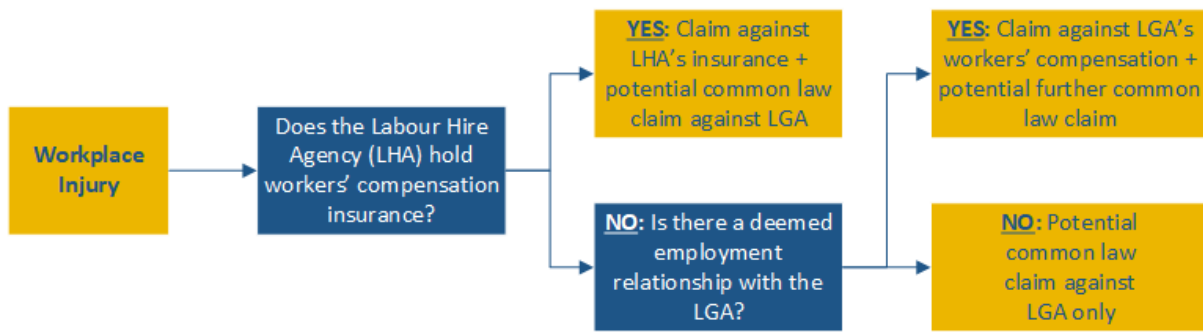 Workplace
Injury
Does the Labour Hire
Agency (LHA) hold
workers’ compensation
insurance?
YES: Claim against
LHA’s insurance +
potential common law
claim against LGA
NO: Is there a deemed
employment
relationship with the
LGA?
YES: Claim against LGA’s
workers’ compensation +
potential further common
law claim
NO: Potential
common law
claim against
LGA only